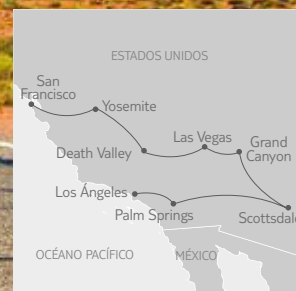 ESTADOS UNIDOS
San
Francisco
Yosemite
Las Vegas
Grand
Canyon
Death Valley
Los Ángeles
Palm Springs
Scottsdale
OCÉANO PACÍFICO
MÉXICO